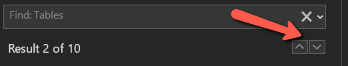 Find: Tables
Result 2 of 10